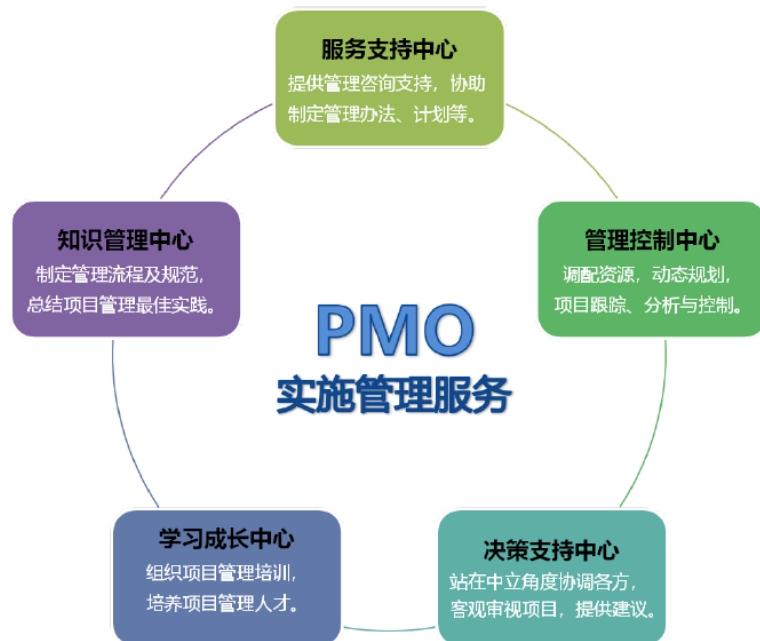 服务支持中心
提供管理咨询支持，协助
制定管理办法、计划等。
知识管理中心
制定管理流程及规范，
总结项目管理最佳实践。
管理控制中心
调配资源，动态规划，
项目跟踪、分析与控制。
PMO
实施管理服务
学习成长中心
组织项目管理培训，
培养项目管理人才。
决策支持中心
站在中立角度协调各方，
客观审视项目，提供建议。